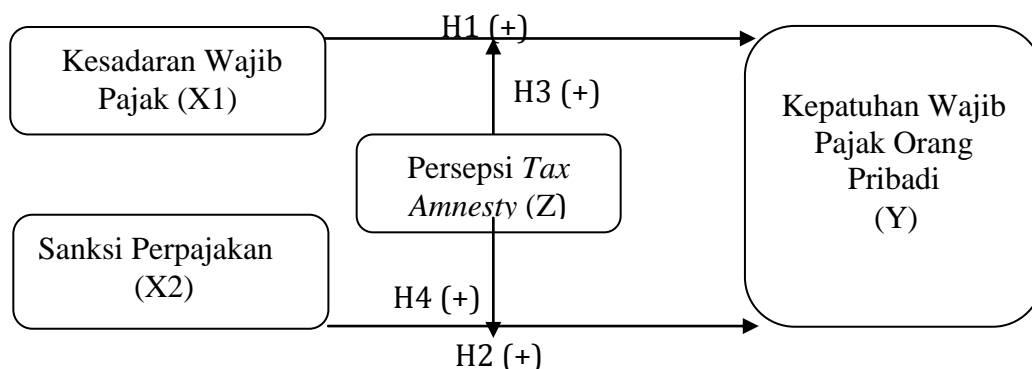 H1 (+)
Kesadaran Wajib
Pajak (X1)
H3 (+)
Kepatuhan Wajib
Pajak Orang
Pribadi
(Y)
Persepsi Tax
Amnesty (Z)
Sanksi Perpajakan
(X2)
H4 (+)
H2 (+)